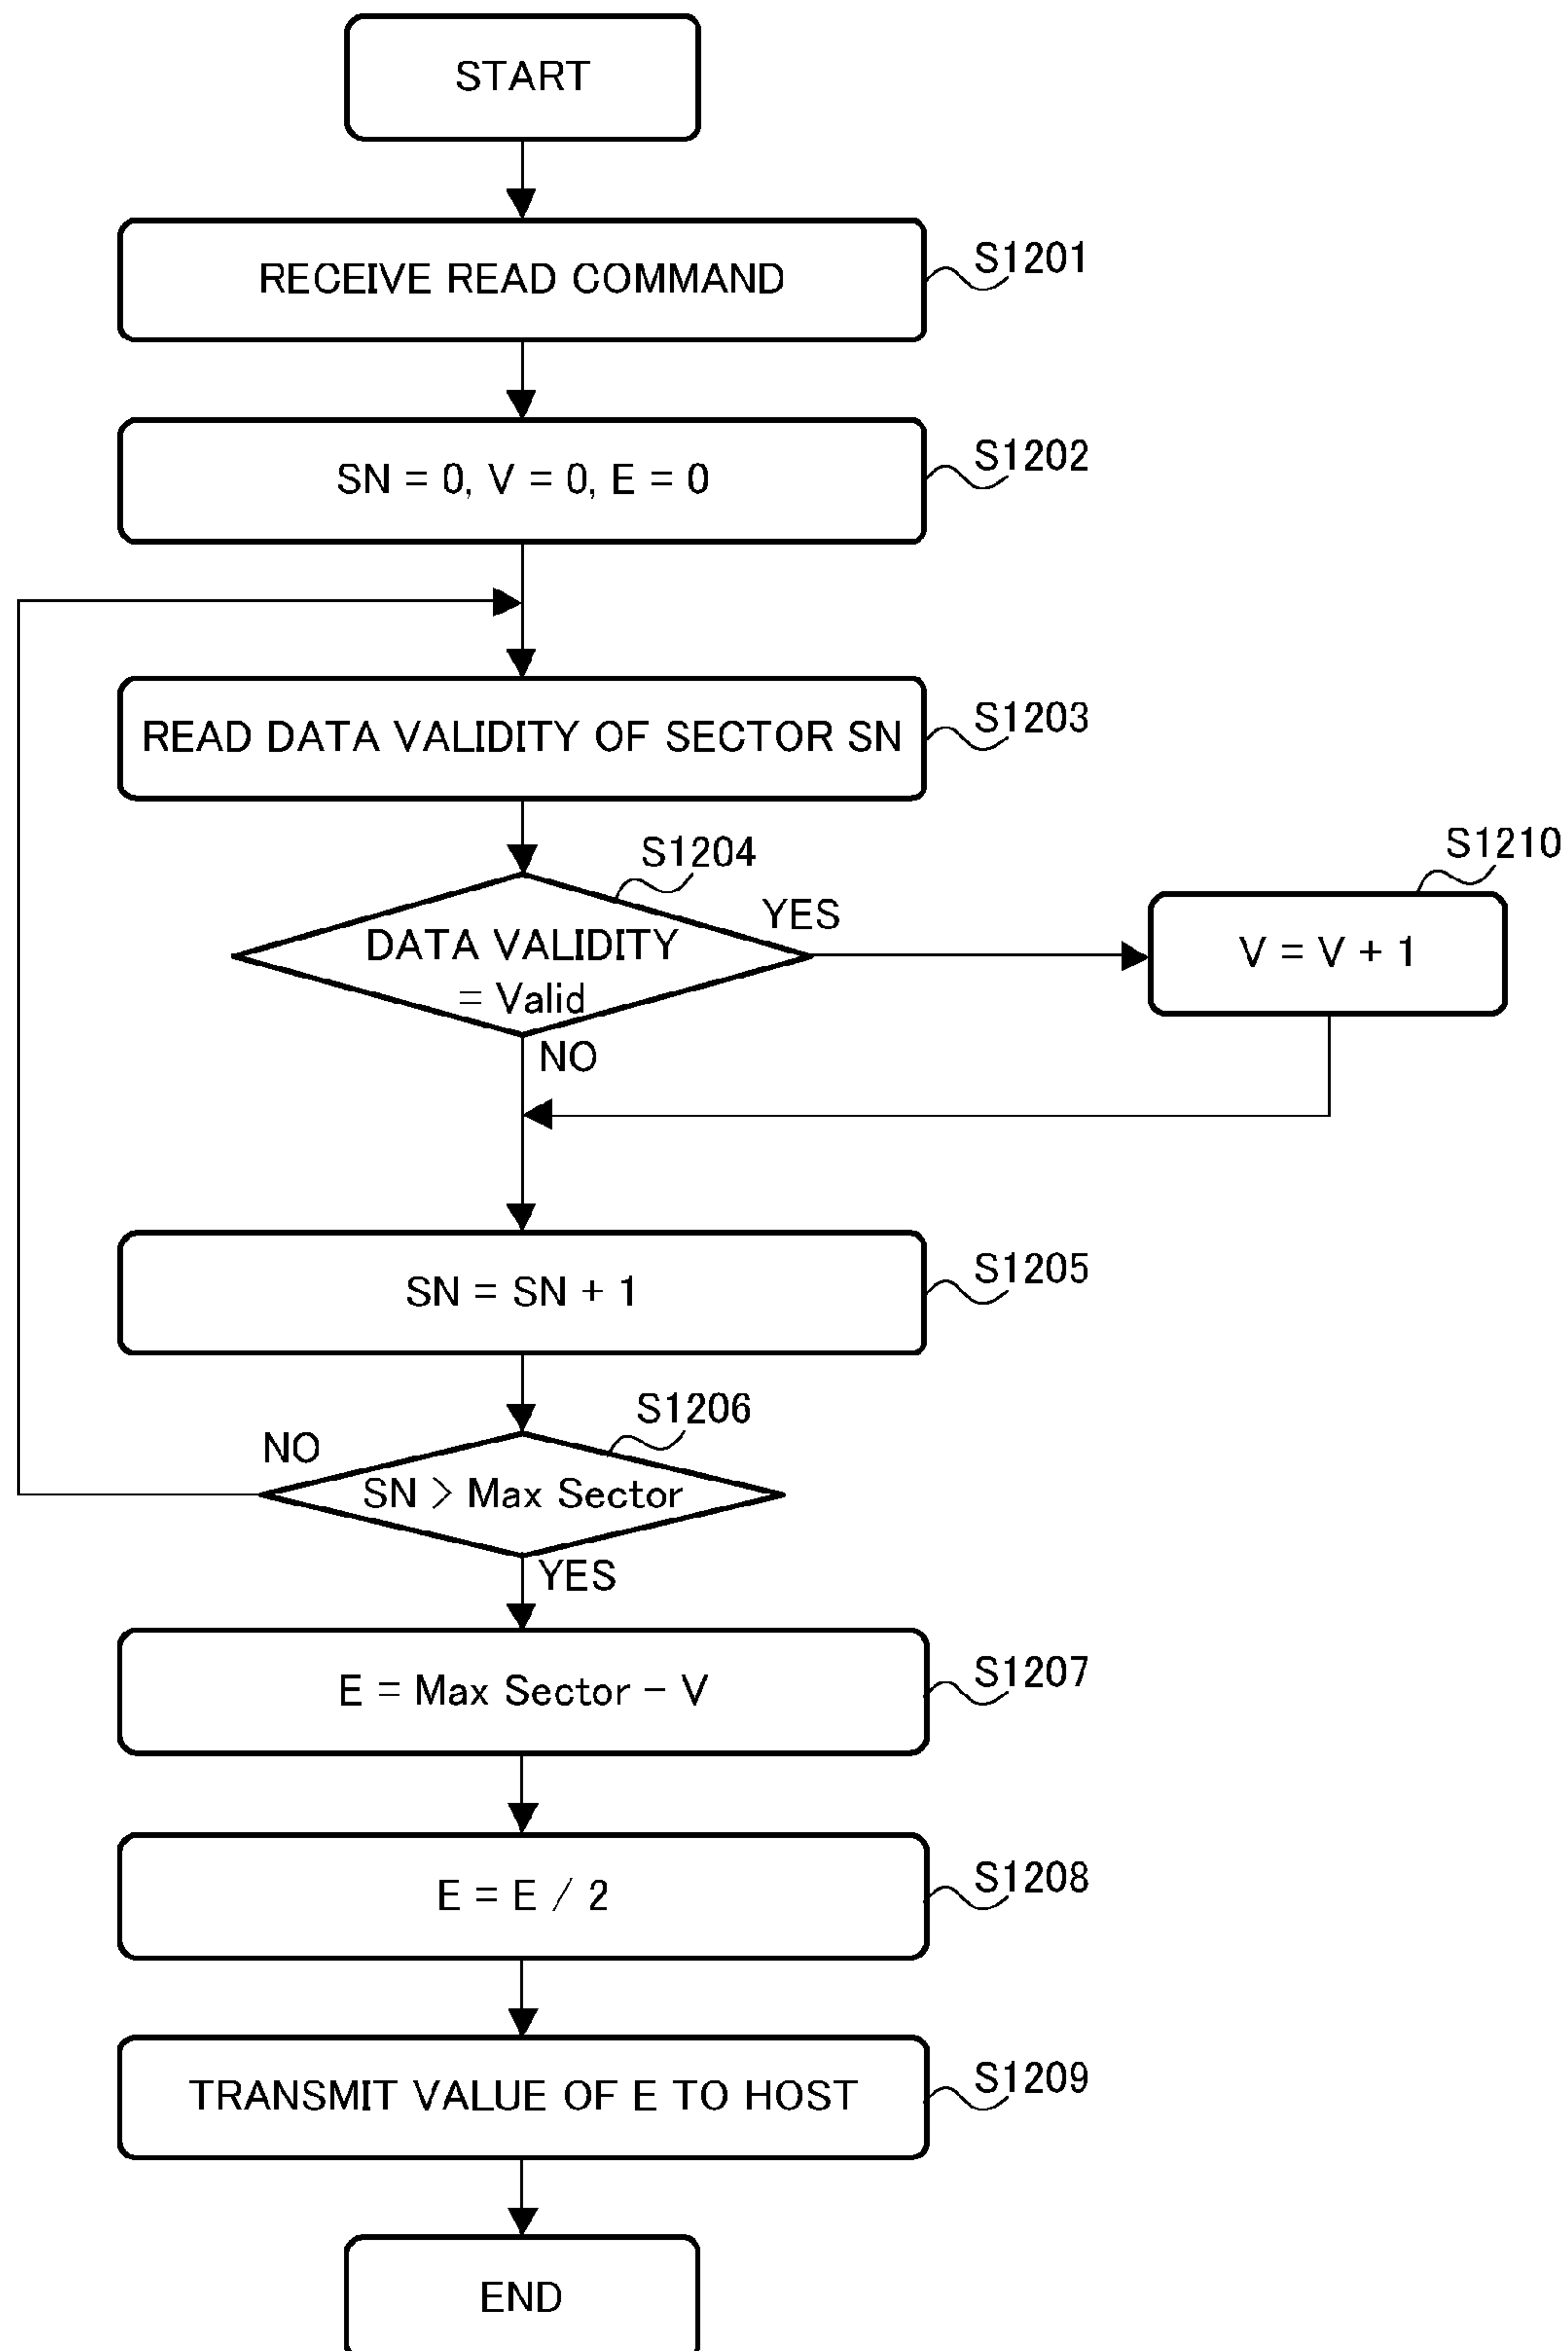 START
RECEIVE READ COMMAND
S1201
SN = 0, V = 0, E = 0
S1202
READ DATA VALIDITY OF SECTOR SN
S1203
S1204
DATA VALIDITY
= Valid
YES
NO
S1210
V = V + 1
SN = SN + 1
S1205
S1206
NO
SN > Max Sector
YES
E = Max Sector - V
S1207
E = E / 2
S1208
TRANSMIT VALUE OF E TO HOST
S1209
END